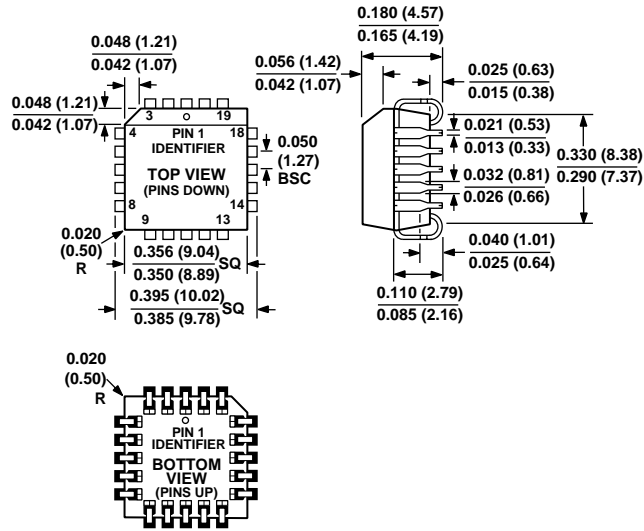 0.048 (1.21)
0.042 (1.07)
0.048 (1.21)
0.042 (1.07)
3
19
4
PIN 1
IDENTIFIER
18
TOP VIEW
(PINS DOWN)
8
14
9
13
0.050
(1.27)
BSC
0.020
(0.50)
R
0.356 (9.04)
0.350 (8.89)
SQ
0.395 (10.02)
0.385 (9.78)
SQ
0.180 (4.57)
0.165 (4.19)
0.056 (1.42)
0.042 (1.07)
0.025 (0.63)
0.015 (0.38)
0.021 (0.53)
0.013 (0.33)
0.330 (8.38)
0.290 (7.37)
0.032 (0.81)
0.026 (0.66)
0.040 (1.01)
0.025 (0.64)
0.110 (2.79)
0.085 (2.16)
0.020
(0.50)
R
PIN 1
IDENTIFIER
BOTTOM
VIEW
(PINS UP)